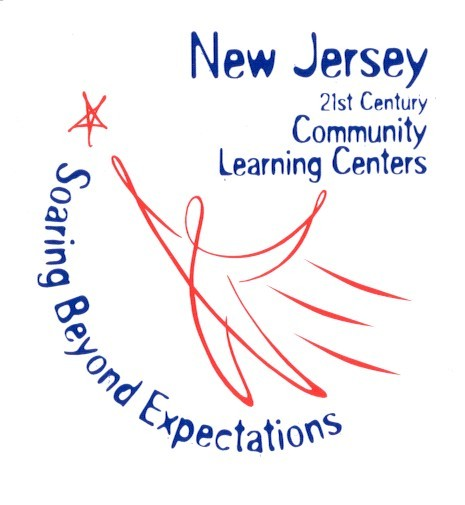 New Jersey
21st Century
Community
Learning Centers
Soaring Beyond Expectations